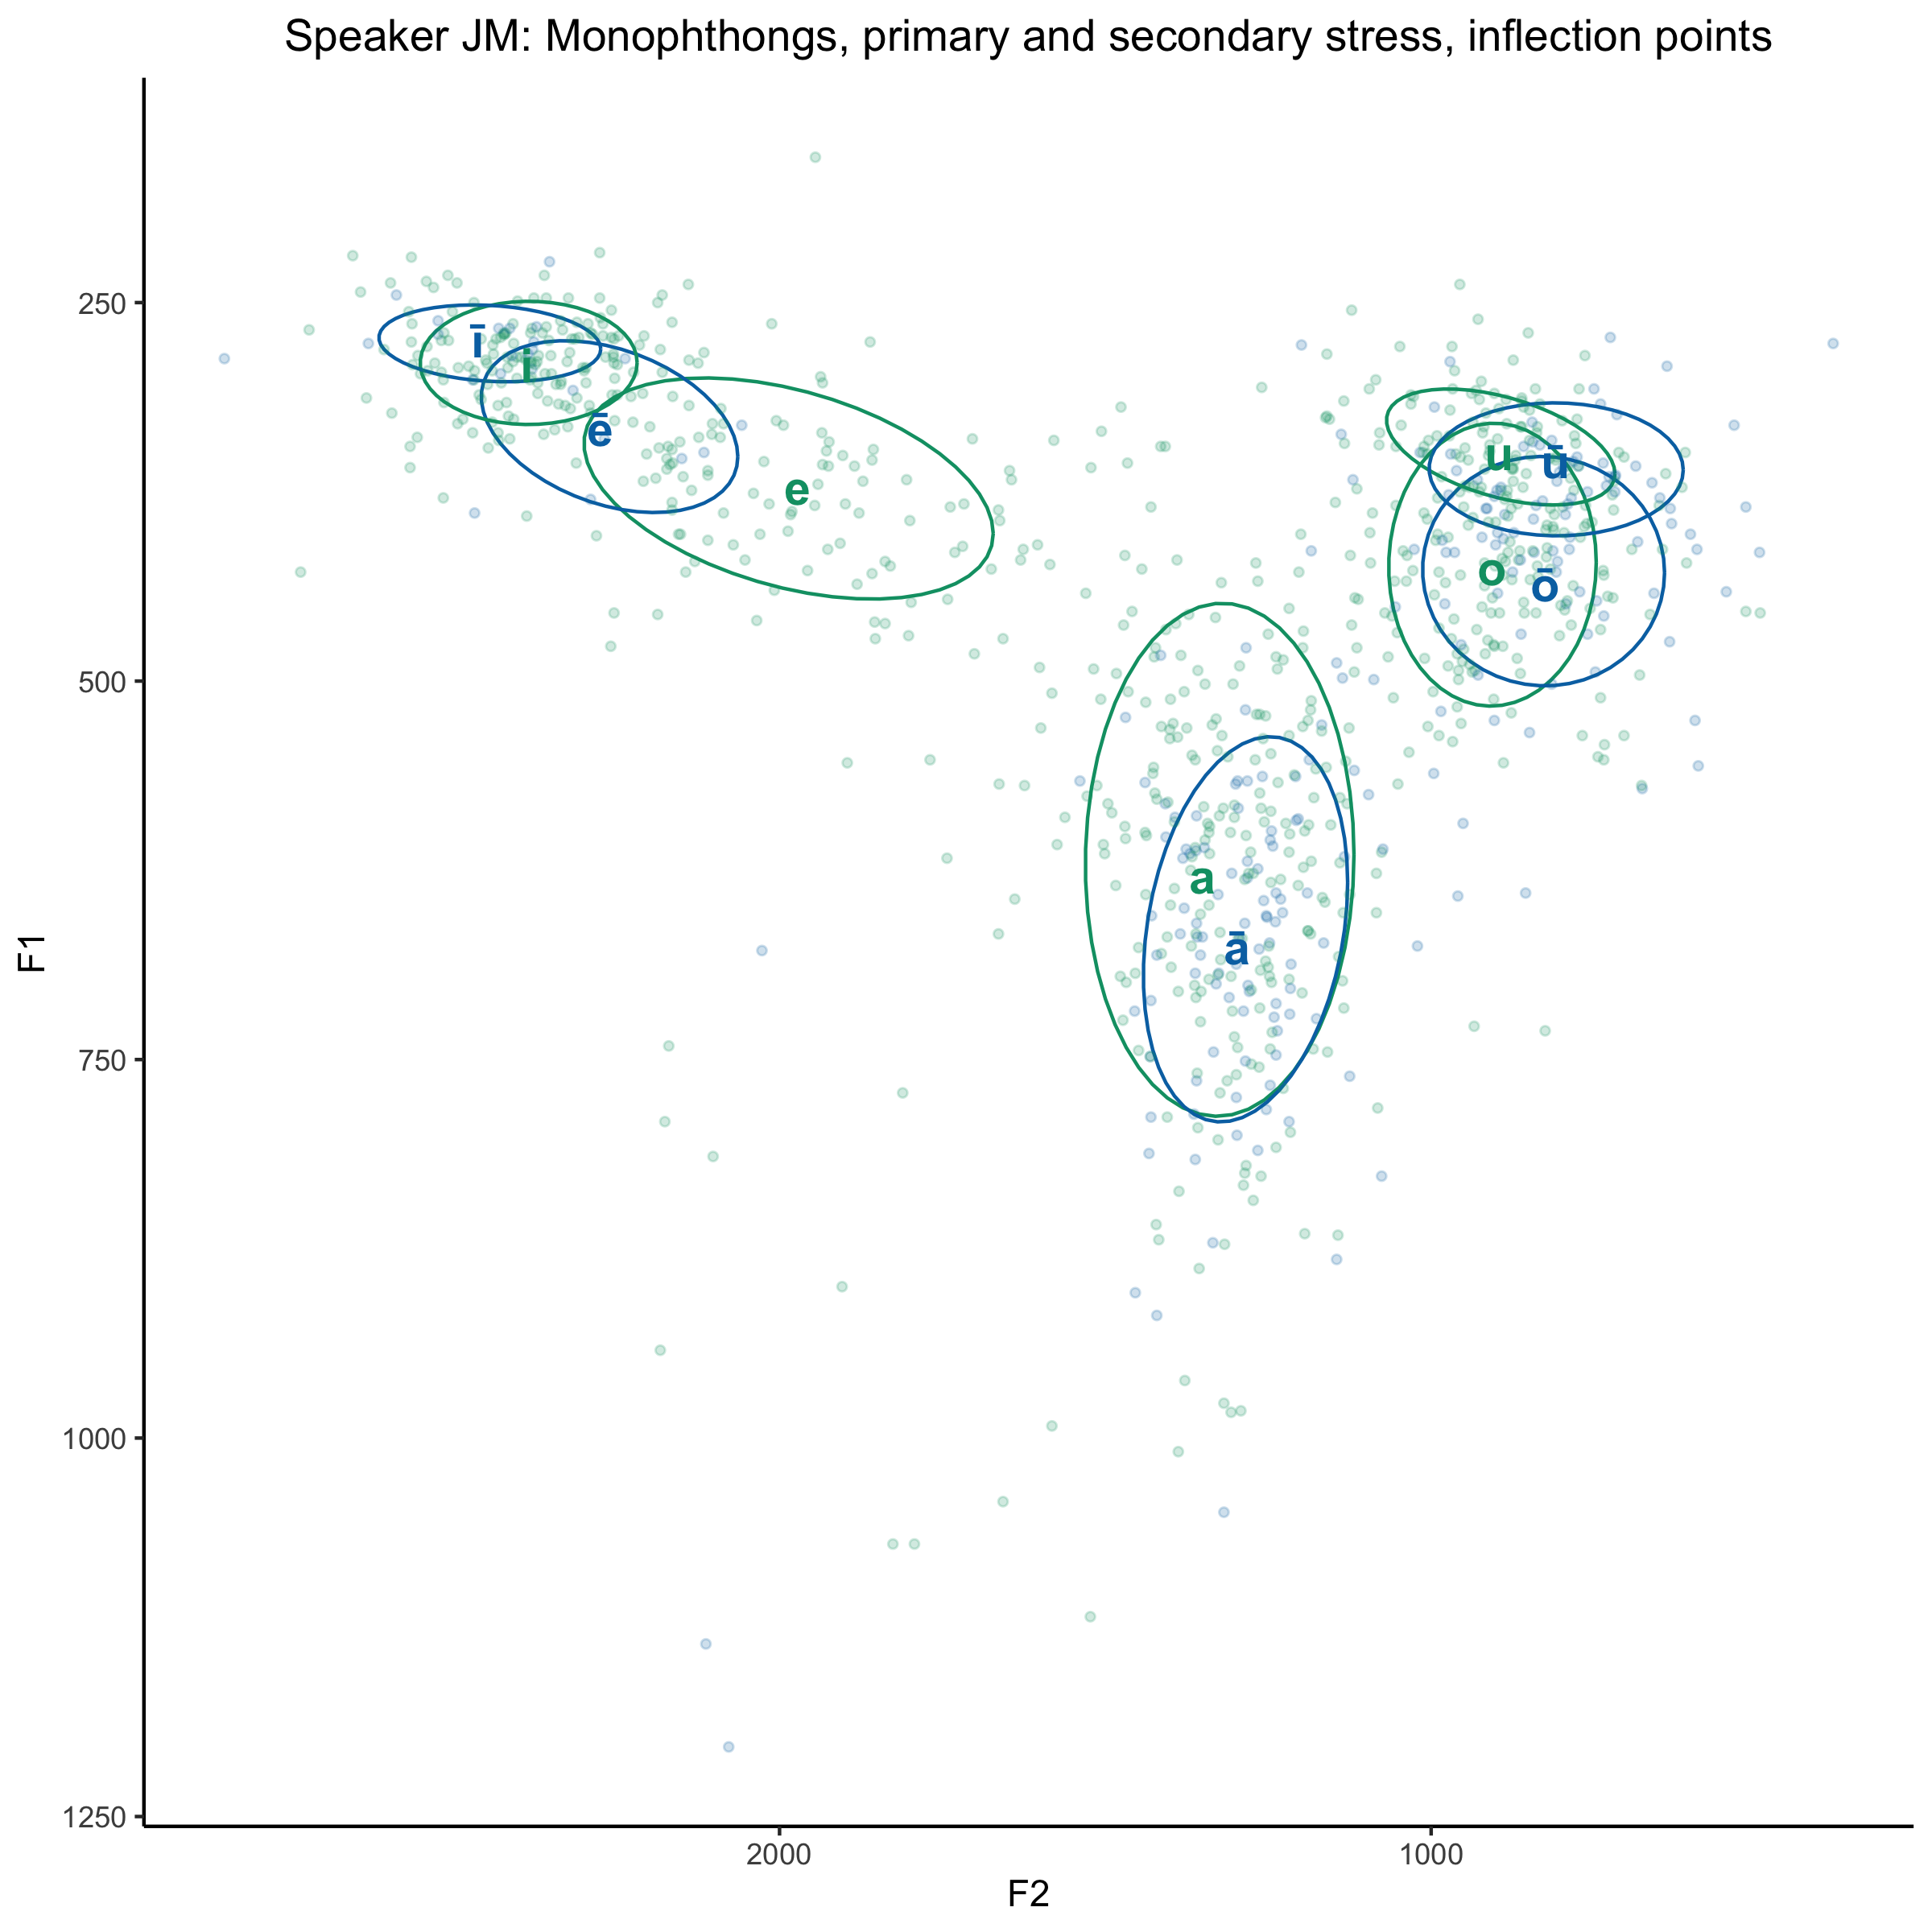 Speaker JM: Monophthongs, primary and secondary stress, inflection points
250
ī
i
ē
e
u
ū
o
ō
500
a
ā
F1
750
1000
1250
2000
1000
F2